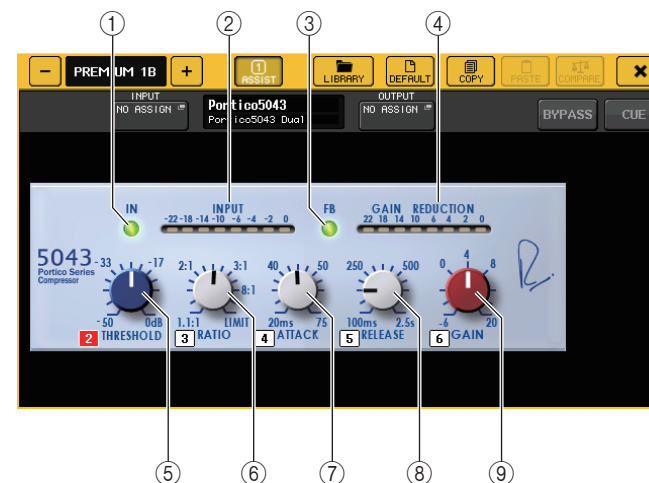 ① ② ③ ④
− PREMIUM 1B + 1 ASSIST LIBRARY DEFAULT COPY PASTE COMPARE ×
INPUT
NO ASSIGN
Portico5043
Portico5043 Dual
OUTPUT
NO ASSIGN
BYPASS CUE
IN INPUT FB GAIN REDUCTION
-22 -18 -14 -10 -6 -4 -2 0
22 18 14 10 6 4 2 0
5043
Portico Series
Compressor
-33 -17
-50 0dB
2 THRESHOLD
2:1 3:1
8:1
1.1:1 LIMIT
3 RATIO
40 50
20ms 75
4 ATTACK
250 500
100ms 2.5s
5 RELEASE
0 4 8
-6 20
6 GAIN
⑤ ⑥ ⑦ ⑧ ⑨